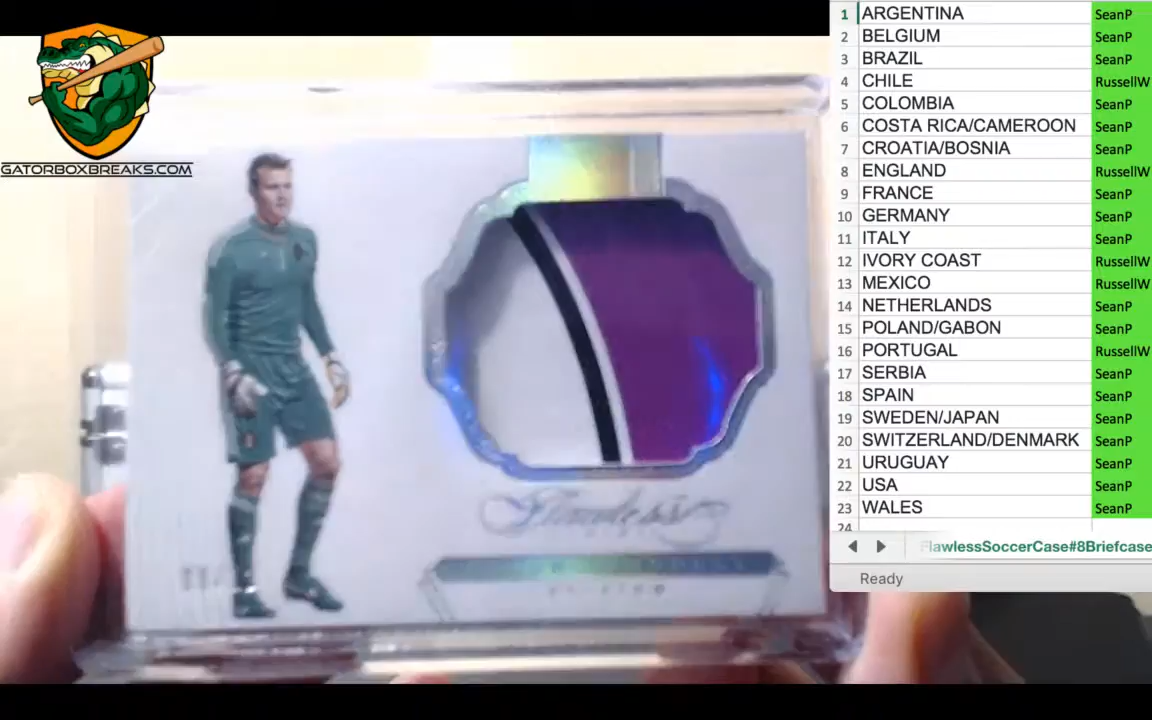 GATORBOXBREAKS.COM
Flawless
1 ARGENTINA SeanP
2 BELGIUM SeanP
3 BRAZIL SeanP
4 CHILE RussellW
5 COLOMBIA SeanP
6 COSTA RICA/CAMEROON SeanP
7 CROATIA/BOSNIA SeanP
8 ENGLAND RussellW
9 FRANCE SeanP
10 GERMANY SeanP
11 ITALY SeanP
12 IVORY COAST RussellW
13 MEXICO RussellW
14 NETHERLANDS SeanP
15 POLAND/GABON SeanP
16 PORTUGAL RussellW
17 SERBIA SeanP
18 SPAIN SeanP
19 SWEDEN/JAPAN SeanP
20 SWITZERLAND/DENMARK SeanP
21 URUGUAY SeanP
22 USA SeanP
23 WALES SeanP
24
FlawlessSoccerCase#8Briefcase
Ready